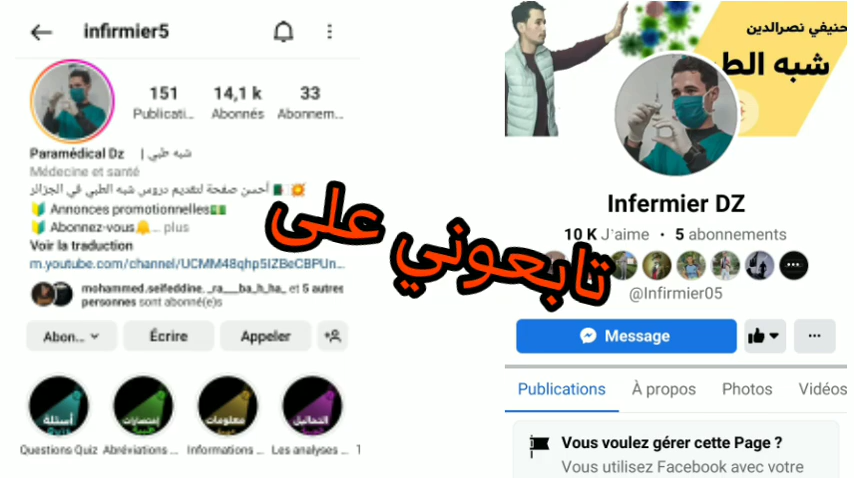 infirmier5
151
14,1 k
33
Publicati...
Abonnés
Abonnem...
Paramédical Dz | شبه طبي
Médecine et santé
أحسن صفحة لتقديم دروس شبه الطبي في الجزائر
Annonces promotionnelles
Abonnez-vous ... plus
Voir la traduction
m.youtube.com/channel/UCMM48qhp5IZBeCBPUn...
mohammed.seifeddine._ra___ba_h_ha_ et 5 autres
personnes sont abonné(e)s
Abon...
Écrire
Appeler
أسئلة
إختصارات
معلومات
التحاليل
Questions Quiz
Abréviations ...
Informations ...
Les analyses ...
تابعوني على
حنيفي نصرالدين
شبه الط
Infermier DZ
10 K J'aime • 5 abonnements
@Infirmier05
Message
Publications
À propos
Photos
Vidéos
Vous voulez gérer cette Page ?
Vous utilisez Facebook avec votre